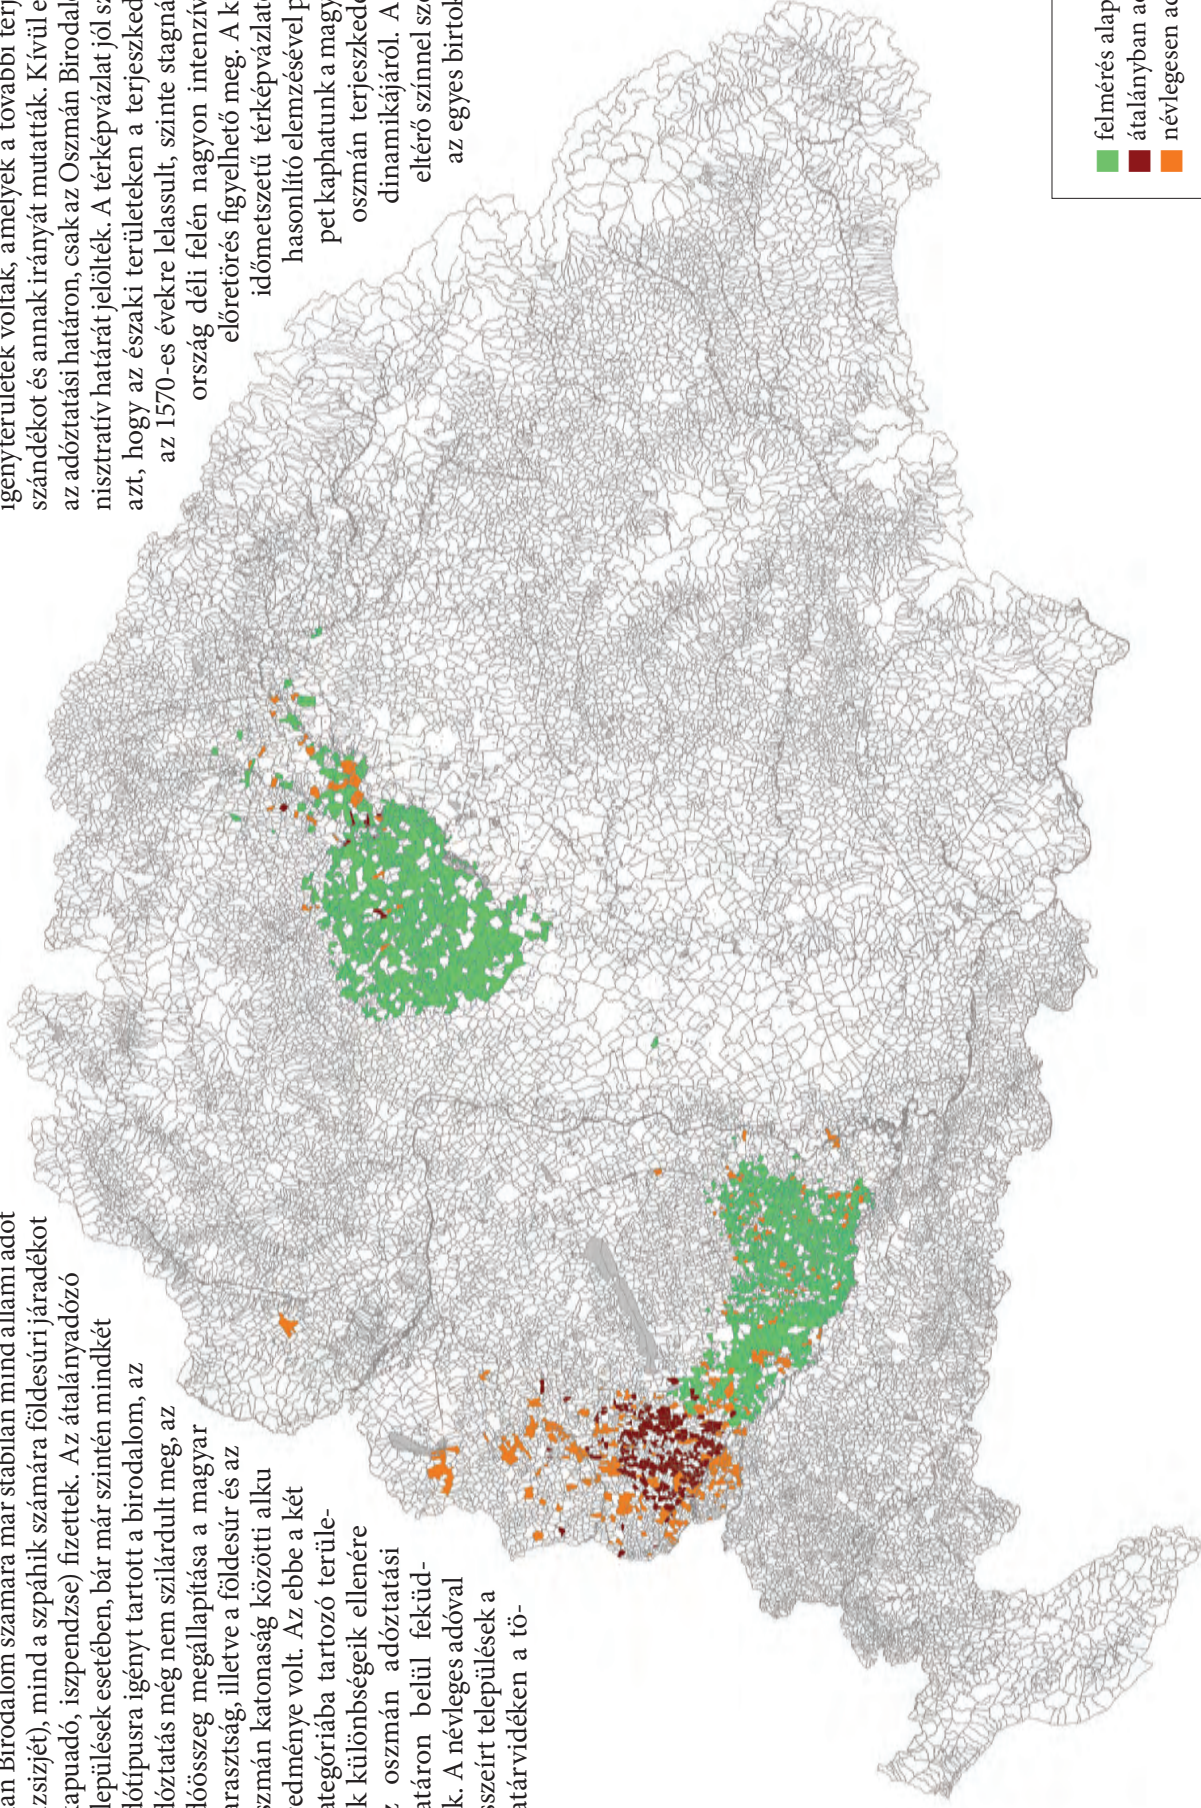 an Birodalom számára már stabilan mind állami adót
zsizjét), mind a szpáhik számára földesúri járadékot
kapuadó, iszpendzse) fizettek. Az átalányadózó
lepülések esetében, bár már szintén mindkét
dótípusra igényt tartott a birodalom, az
dóztatás még nem szilárdult meg, az
dóösszeg megállapítása a magyar
arasztság, illetve a földesúr és az
szmán katonaság közötti alku
redménye volt. Az ebbe a két
ategóriába tartozó terüle-
k különbségeik ellenére
z oszmán adóztatási
atáron belül feküd-
k. A névleges adóval
sszeírt települések a
atárvidéken a tö-
igényterületek voltak, amelyek a további terj
szándékot és annak irányát mutatták. Kívül e
az adóztatási határon, csak az Oszmán Birodal
nisztratív határát jelölték. A térképvázlat jól sz
azt, hogy az északi területeken a terjeszked
az 1570-es évekre lelassult, szinte stagná
ország déli felén nagyon intenzív
előretörés figyelhető meg. A k
időmetszetű térképvázlat
hasonlító elemzésével p
pet kaphatunk a magy
oszmán terjeszked
dinamikájáról. A
eltérő színnel sz
az egyes birtok
felmérés alap
átalányban ad
névlegesen ad